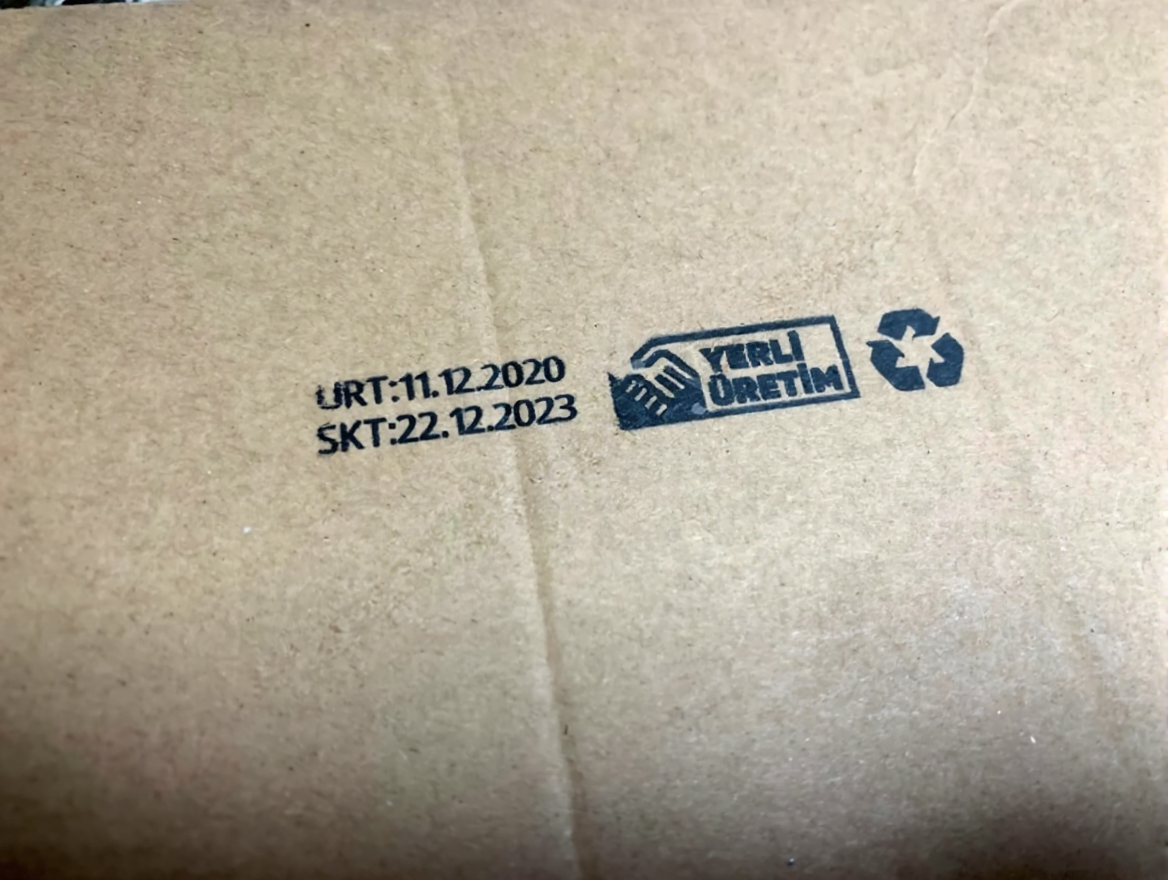 URT:11.12.2020
SKT:22.12.2023
YERLİ
ÜRETİM